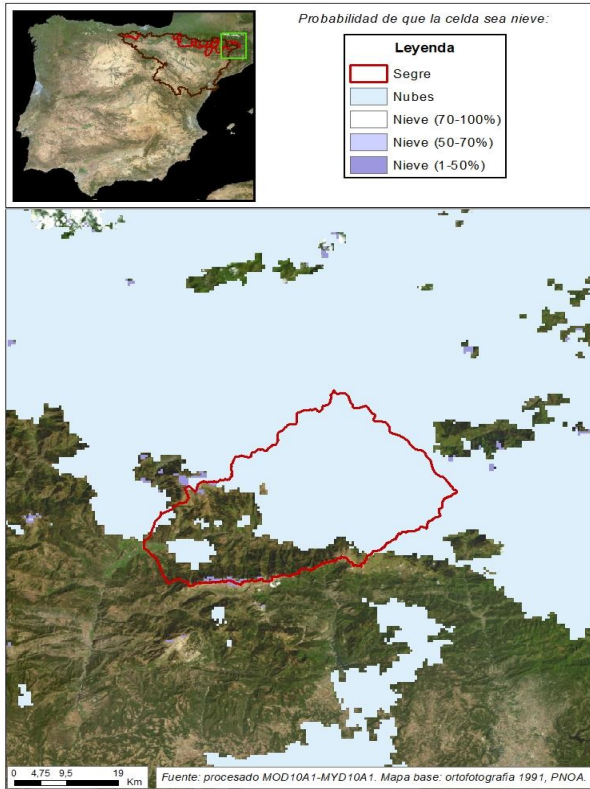 Probabilidad de que la celda sea nieve:
Leyenda
Segre
Nubes
Nieve (70-100%)
Nieve (50-70%)
Nieve (1-50%)
0 4,75 9,5 19
Km
Fuente: procesado MOD10A1-MYD10A1. Mapa base: ortofotografia 1991, PNOA.